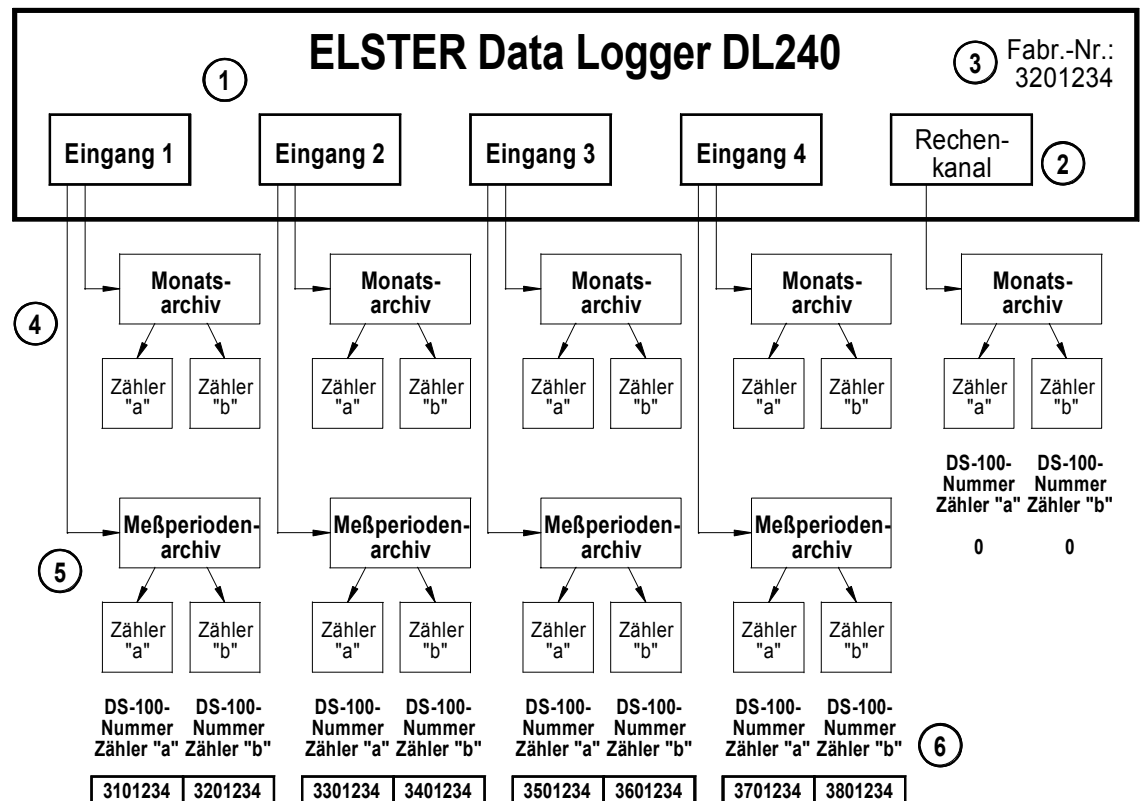 ELSTER Data Logger DL240
1
3
Fabr.-Nr.:
3201234
Eingang 1
Eingang 2
Eingang 3
Eingang 4
Rechen-
kanal
2
4
Monats-
archiv
Monats-
archiv
Monats-
archiv
Monats-
archiv
Monats-
archiv
Zähler
"a"
Zähler
"b"
Zähler
"a"
Zähler
"b"
Zähler
"a"
Zähler
"b"
Zähler
"a"
Zähler
"b"
Zähler
"a"
Zähler
"b"
DS-100-
Nummer
Zähler "a"
0
DS-100-
Nummer
Zähler "b"
0
5
Meßperioden-
archiv
Meßperioden-
archiv
Meßperioden-
archiv
Meßperioden-
archiv
Zähler
"a"
Zähler
"b"
Zähler
"a"
Zähler
"b"
Zähler
"a"
Zähler
"b"
Zähler
"a"
Zähler
"b"
DS-100-
Nummer
Zähler "a"
DS-100-
Nummer
Zähler "b"
DS-100-
Nummer
Zähler "a"
DS-100-
Nummer
Zähler "b"
DS-100-
Nummer
Zähler "a"
DS-100-
Nummer
Zähler "b"
DS-100-
Nummer
Zähler "a"
DS-100-
Nummer
Zähler "b"
6
3101234 3201234 3301234 3401234 3501234 3601234 3701234 3801234